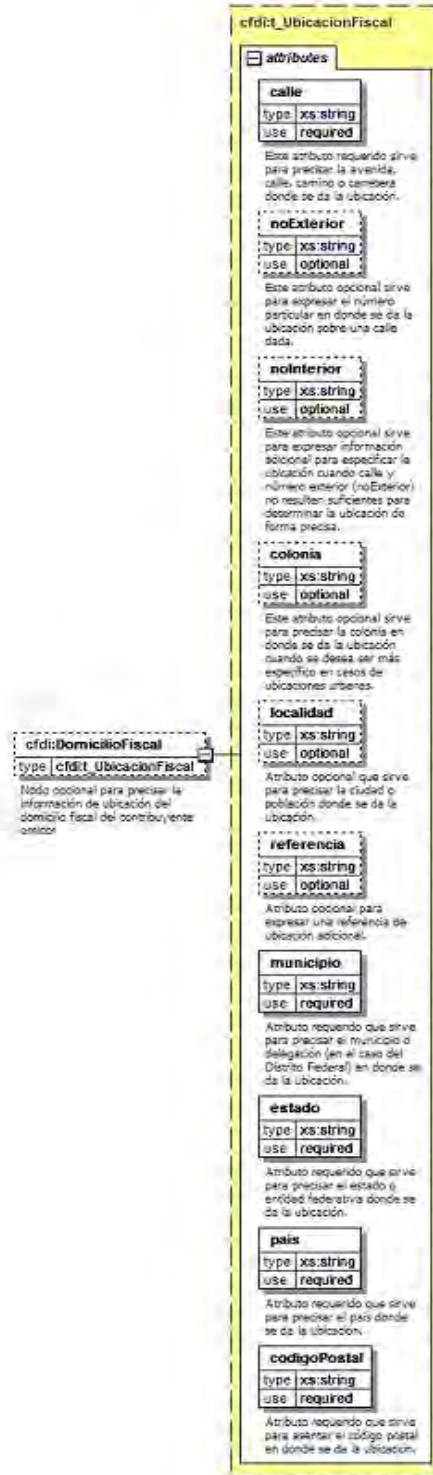 cfdi:t_UbicacionFiscal
attributes
calle
type xs:string
use required
Este atributo requerido sirve
para precisar la avenida,
calle, camino o carretera
donde se da la ubicación.
noExterior
type xs:string
use optional
Este atributo opcional sirve
para expresar el número
particular en donde se da la
ubicación sobre una calle
dada.
noInterior
type xs:string
use optional
Este atributo opcional sirve
para expresar información
adicional para especificar la
ubicación cuando calle y
número exterior (noExterior)
no resulten suficientes para
determinar la ubicación de
forma precisa.
colonia
type xs:string
use optional
Este atributo opcional sirve
para precisar la colonia en
donde se da la ubicación
cuando se desea ser más
específico en casos de
ubicaciones urbanas.
localidad
type xs:string
use optional
Atributo opcional que sirve
para precisar la ciudad o
población donde se da la
ubicación.
cfdi:DomicilioFiscal
type cfdi:t_UbicacionFiscal
Nodo opcional para precisar la
información de ubicación del
domicilio fiscal del contribuyente
emisor
referencia
type xs:string
use optional
Atributo opcional para
expresar una referencia de
ubicación adicional.
municipio
type xs:string
use required
Atributo requerido que sirve
para precisar el municipio o
delegación (en el caso del
Distrito Federal) en donde se
da la ubicación.
estado
type xs:string
use required
Atributo requerido que sirve
para precisar el estado o
entidad federativa donde se
da la ubicación.
pais
type xs:string
use required
Atributo requerido que sirve
para precisar el país donde
se da la ubicación.
codigoPostal
type xs:string
use required
Atributo requerido que sirve
para asentar el código postal
en donde se da la ubicación.